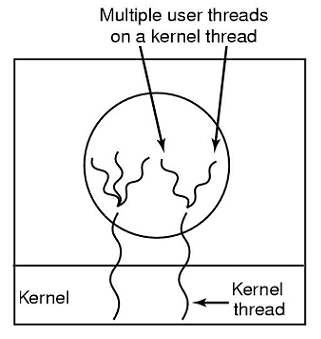 Multiple user threads
on a kernel thread
Kernel
Kernel
thread